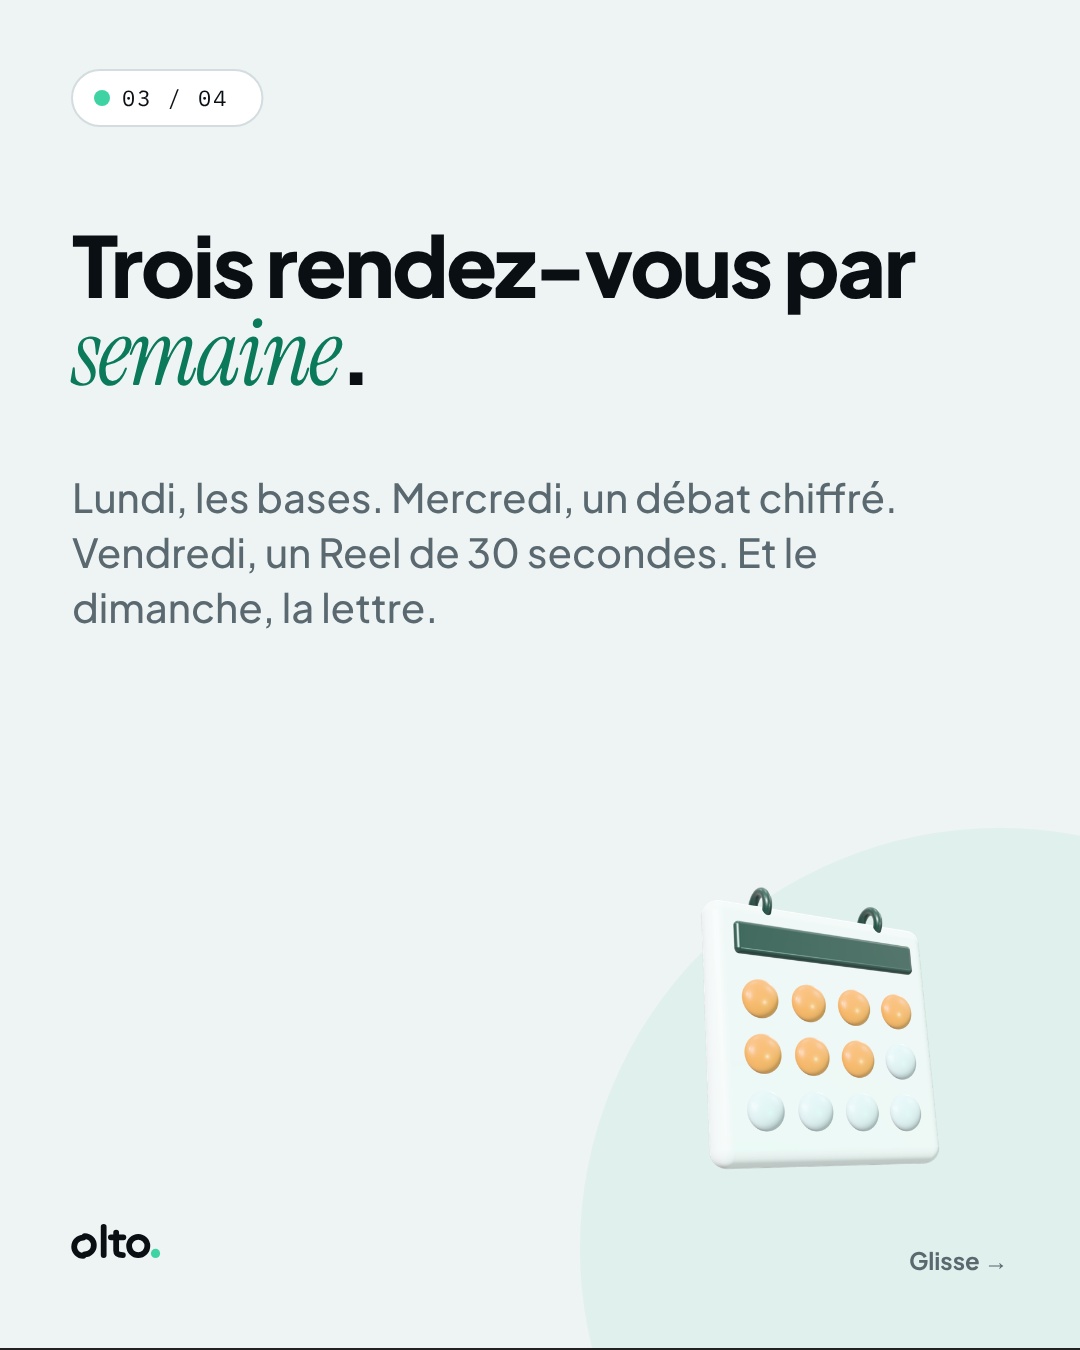 03 / 04
Trois rendez-vous par
semaine.
Lundi, les bases. Mercredi, un débat chiffré.
Vendredi, un Reel de 30 secondes. Et le
dimanche, la lettre.
olto.
Glisse →